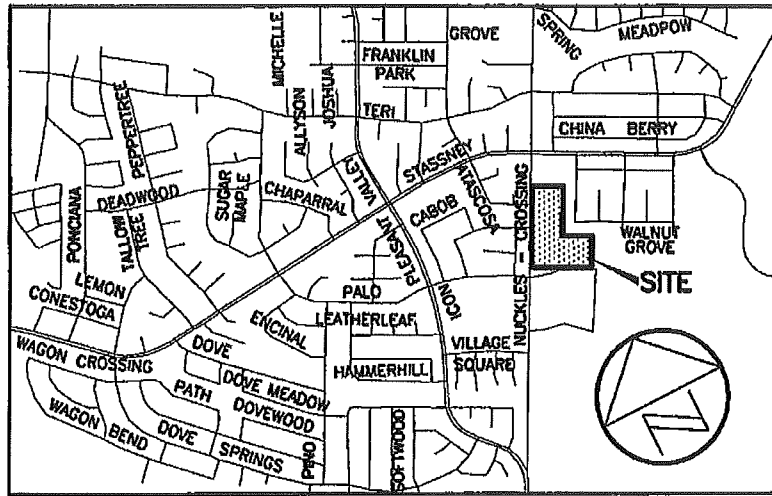 SPRING
MEADPOW
GROVE
FRANKLIN
PARK
MICHELLE
ALLYSON
JOSHUA
TERI
CHINA BERRY
PEPPERTREE
DEADWOOD
TALLOW
TREE
PONCIANA
SUGAR
MAPLE
CHAPARRAL
PLEASANT VALLEY
STASSNEY
ATASCOSA
CABOB
NUCKLES - CROSSING
WALNUT
GROVE
SITE
LEMON
CONESTOGA
PALO
ENCINAL
LEATHERLEAF
ICON
VILLAGE
SQUARE
WAGON CROSSING
DOVE
DOVE MEADOW
HAMMERHILL
PATH
DOVEWOOD
WAGON BEND
DOVE SPRINGS
PINO
SOFTWOOD
N